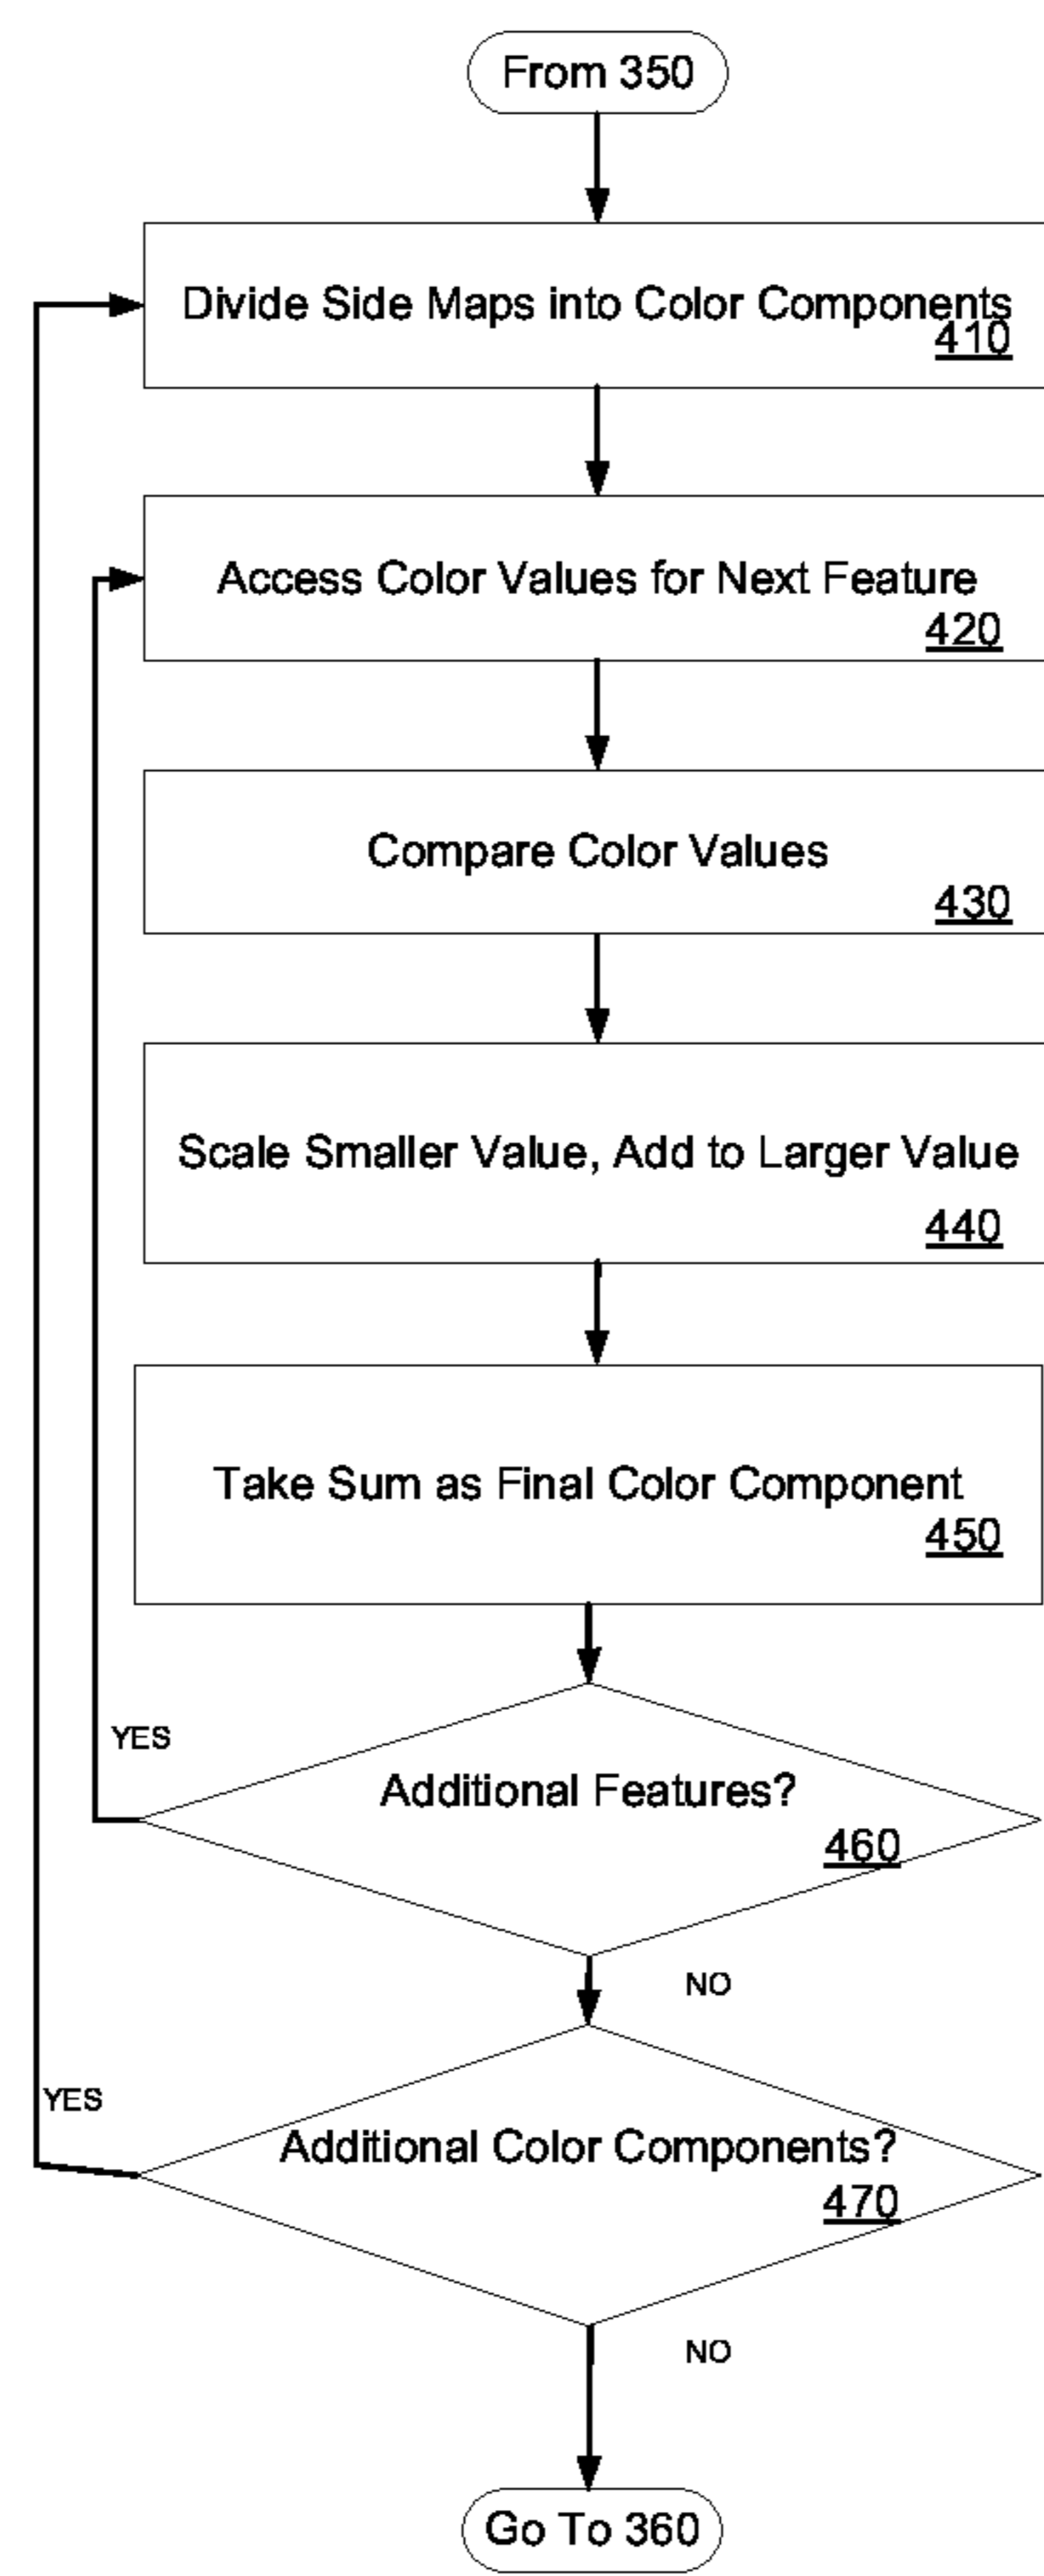 From 350
Divide Side Maps into Color Components
410
Access Color Values for Next Feature
420
Compare Color Values
430
Scale Smaller Value, Add to Larger Value
440
Take Sum as Final Color Component
450
YES
Additional Features?
460
NO
YES
Additional Color Components?
470
NO
Go To 360